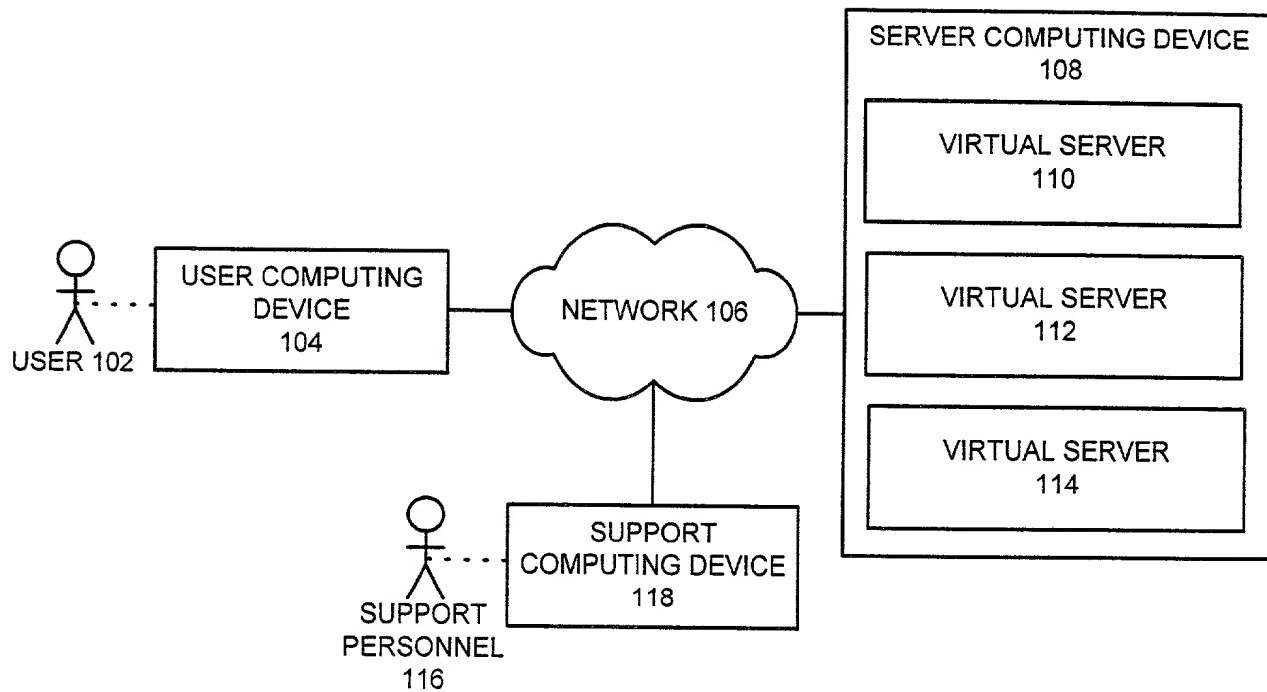 SERVER COMPUTING DEVICE
108
VIRTUAL SERVER
110
USER COMPUTING
DEVICE
104
USER 102
NETWORK 106
VIRTUAL SERVER
112
VIRTUAL SERVER
114
SUPPORT
COMPUTING DEVICE
118
SUPPORT
PERSONNEL
116